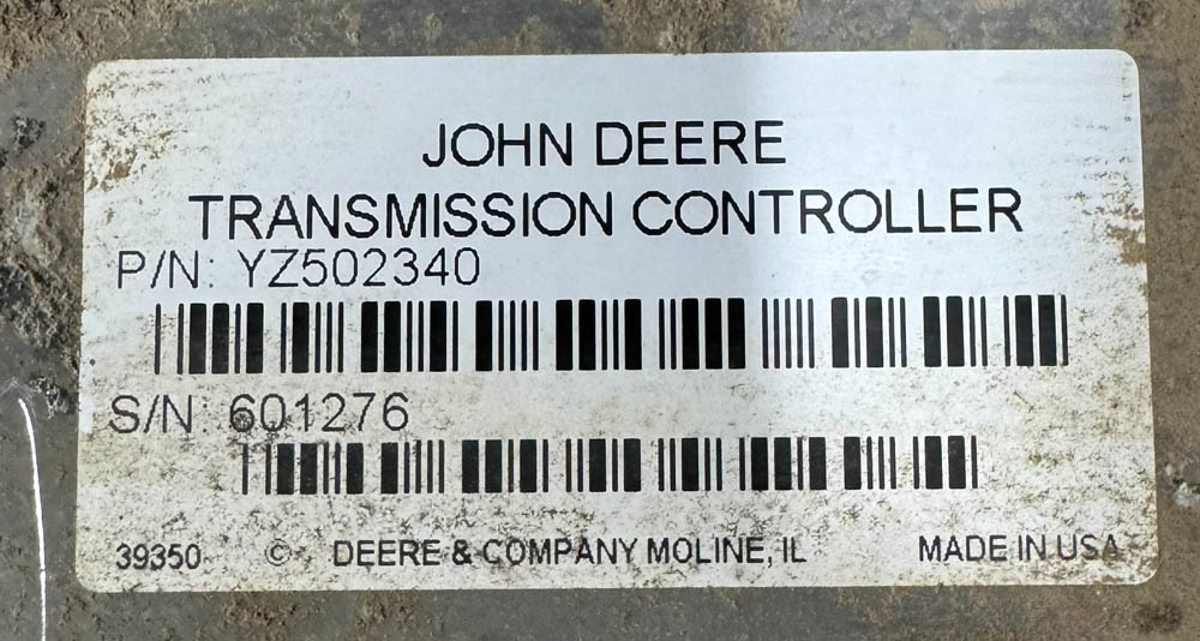 JOHN DEERE
TRANSMISSION CONTROLLER
P/N: YZ502340
S/N: 601276
39350 © DEERE & COMPANY MOLINE, IL MADE IN USA